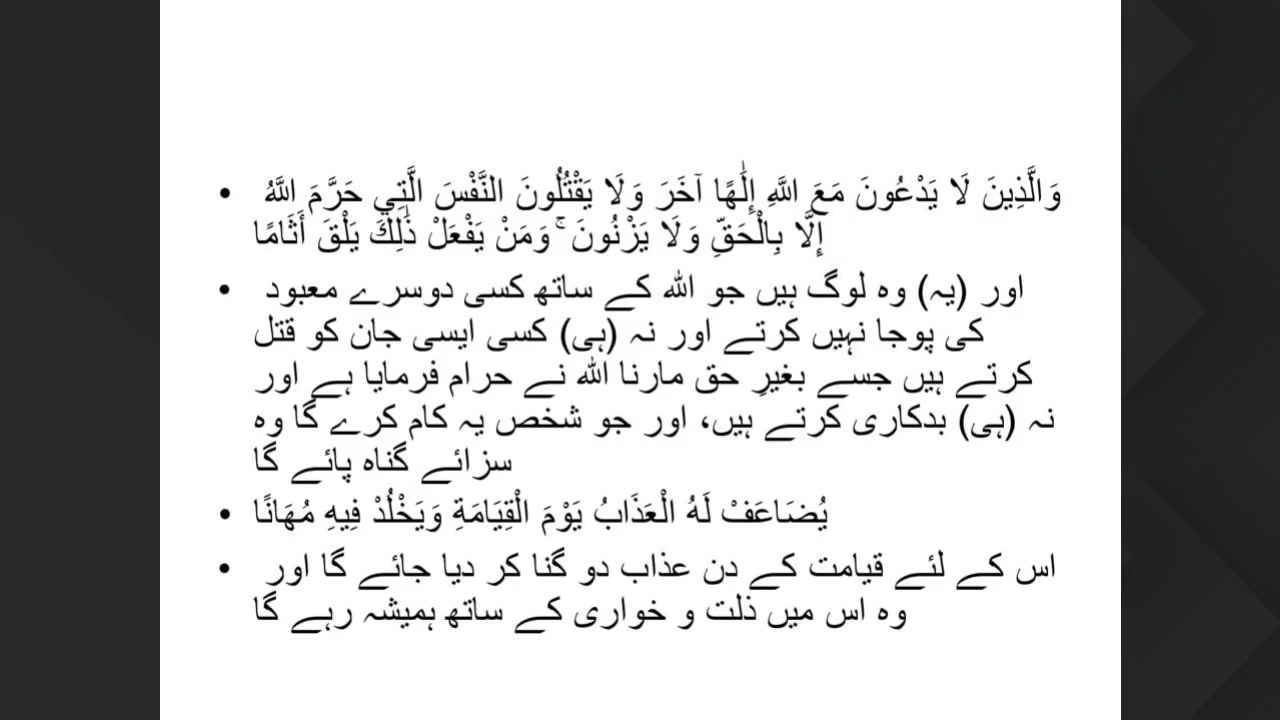 • وَالَّذِينَ لَا يَدْعُونَ مَعَ اللَّهِ إِلَٰهًا آخَرَ وَلَا يَقْتُلُونَ النَّفْسَ الَّتِي حَرَّمَ اللَّهُ
إِلَّا بِالْحَقِّ وَلَا يَزْنُونَ ۚ وَمَنْ يَفْعَلْ ذَٰلِكَ يَلْقَ أَثَامًا
• اور (یہ) وہ لوگ ہیں جو اللہ کے ساتھ کسی دوسرے معبود
کی پوجا نہیں کرتے اور نہ (ہی) کسی ایسی جان کو قتل
کرتے ہیں جسے بغیرِ حق مارنا اللہ نے حرام فرمایا ہے اور
نہ (ہی) بدکاری کرتے ہیں، اور جو شخص یہ کام کرے گا وہ
سزائے گناہ پائے گا
• يُضَاعَفْ لَهُ الْعَذَابُ يَوْمَ الْقِيَامَةِ وَيَخْلُدْ فِيهِ مُهَانًا
• اس کے لئے قیامت کے دن عذاب دو گنا کر دیا جائے گا اور
وہ اس میں ذلت و خواری کے ساتھ ہمیشہ رہے گا